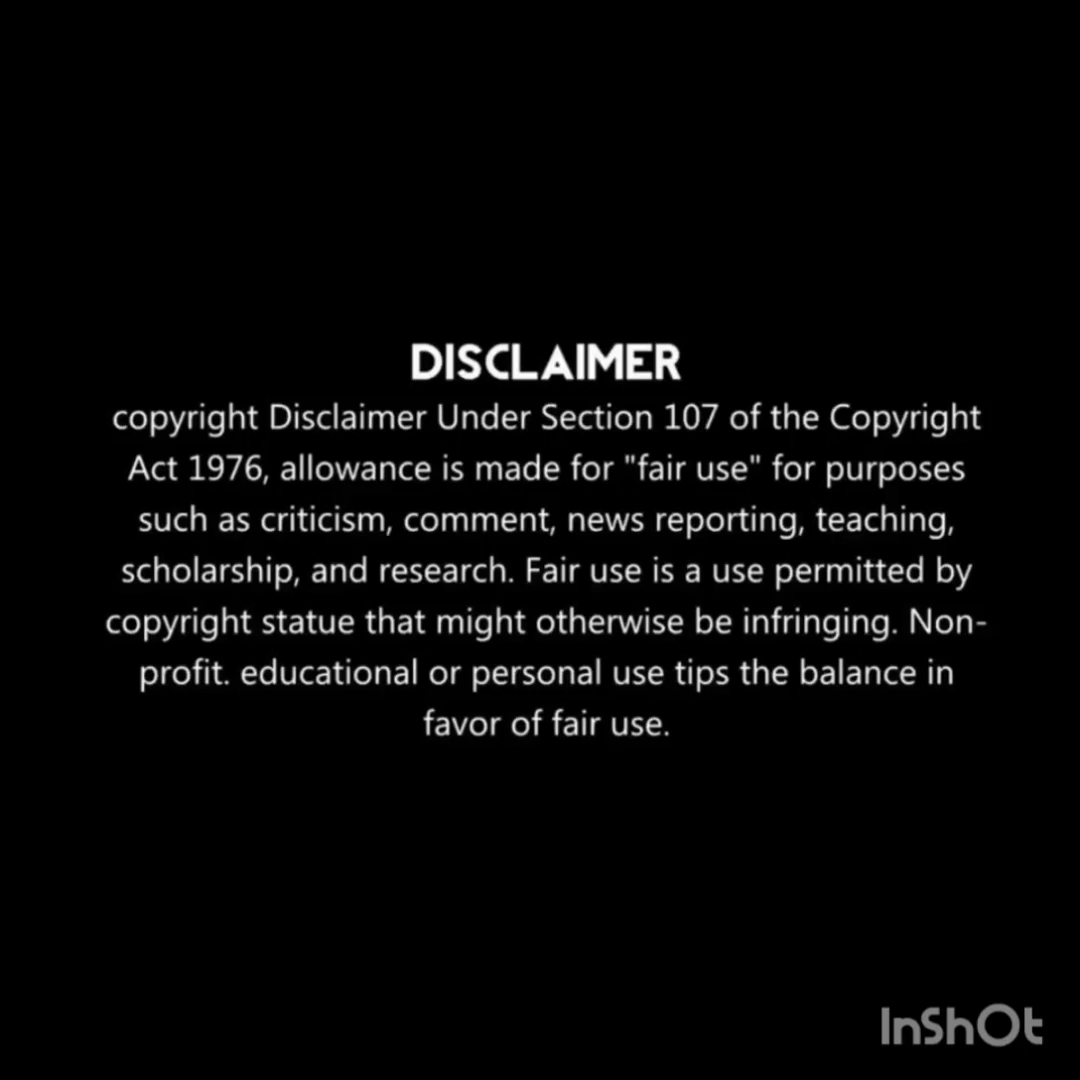 DISCLAIMER
copyright Disclaimer Under Section 107 of the Copyright
Act 1976, allowance is made for "fair use" for purposes
such as criticism, comment, news reporting, teaching,
scholarship, and research. Fair use is a use permitted by
copyright statue that might otherwise be infringing. Non-
profit. educational or personal use tips the balance in
favor of fair use.
InShOt